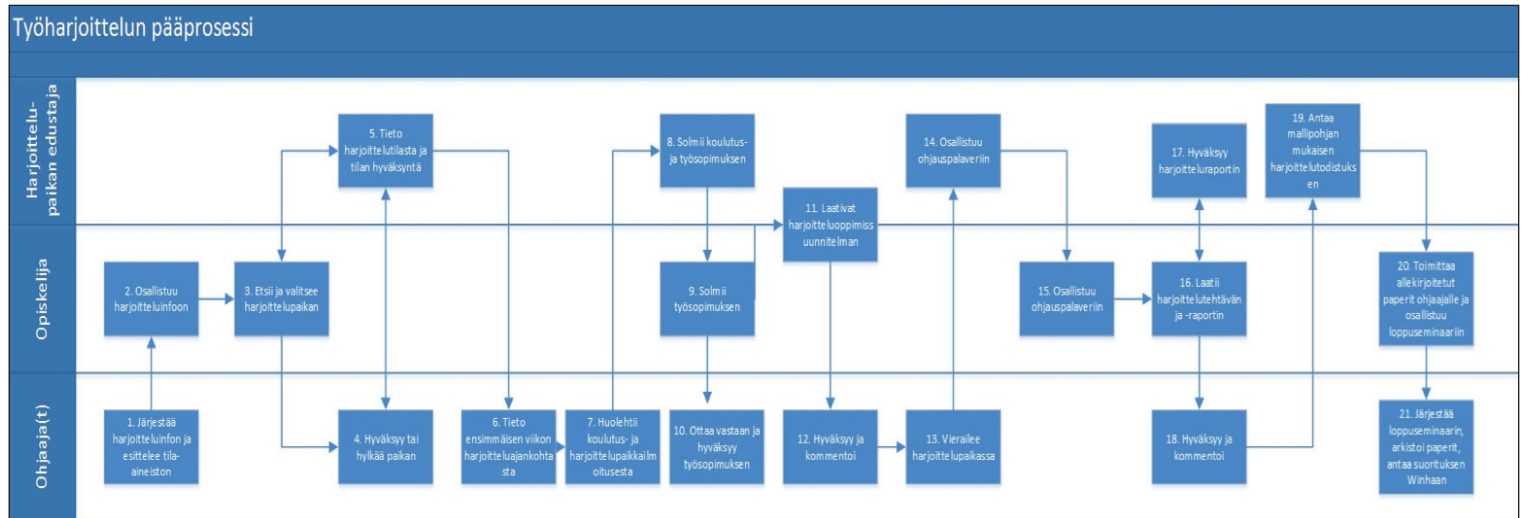 Työharjoittelun pääprosessi
Harjoittelu-
paikan edustaja
5. Tieto
harjoittelutilasta ja
tilan hyväksyntä
8. Solmii koulutus-
ja työsopimuksen
14. Osallistuu
ohjauspalaveriin
17. Hyväksyy
harjoitteluraportin
19. Antaa
mallipohjan
mukaisen
harjoittelutodistuks
en
11. Laativat
harjoitteluoppimiss
uunnitelman
Opiskelija
2. Osallistuu
harjoitteluinfoon
3. Etsii ja valitsee
harjoittelupaikan
9. Solmii
työsopimuksen
15. Osallistuu
ohjauspalaveriin
16. Laatii
harjoittelutehtävän
ja -raportin
20. Toimittaa
allekirjoitetut
paperit ohjaajalle ja
osallistuu
loppuseminaariin
Ohjaaja(t)
1. Järjestää
harjoitteluinfon ja
esittelee tila-
aineiston
4. Hyväksyy tai
hylkää paikan
6. Tieto
ensimmäisen viikon
harjoitteluajankohta
sta
7. Huolehtii
koulutus- ja
harjoittelupaikkailm
oitusesta
10. Ottaa vastaan ja
hyväksyy
työsopimuksen
12. Hyväksyy ja
kommentoi
13. Vierailee
harjoittelupaikassa
18. Hyväksyy ja
kommentoi
21. Järjestää
loppuseminaarin,
arkistoi paperit,
antaa suorituksen
Winhaan